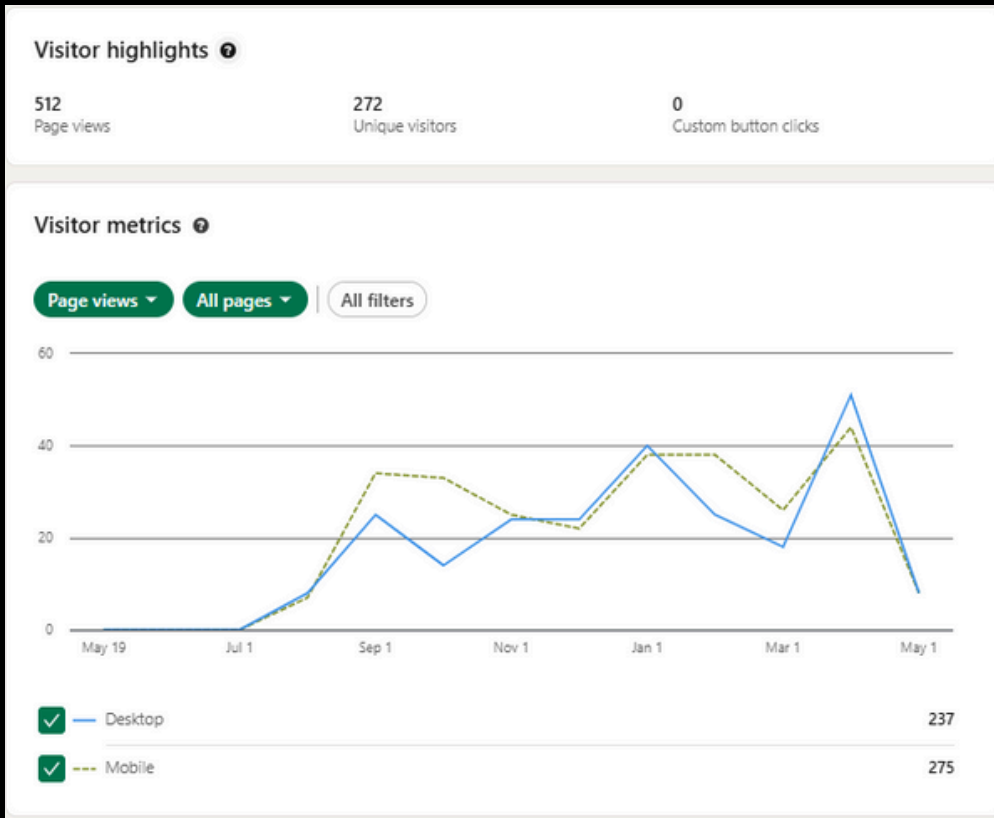 Visitor highlights ?
512 272 0
Page views Unique visitors Custom button clicks
Visitor metrics ?
Page views All pages All filters
60
40
20
0
May 19 Jul 1 Sep 1 Nov 1 Jan 1 Mar 1 May 1
Desktop 237
Mobile 275